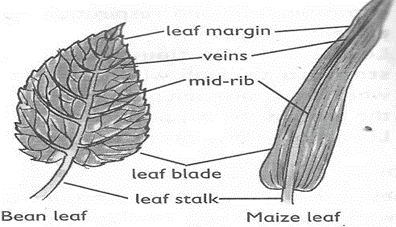 leaf margin
veins
mid-rib
leaf blade
leaf stalk
Bean leaf
Maize leaf